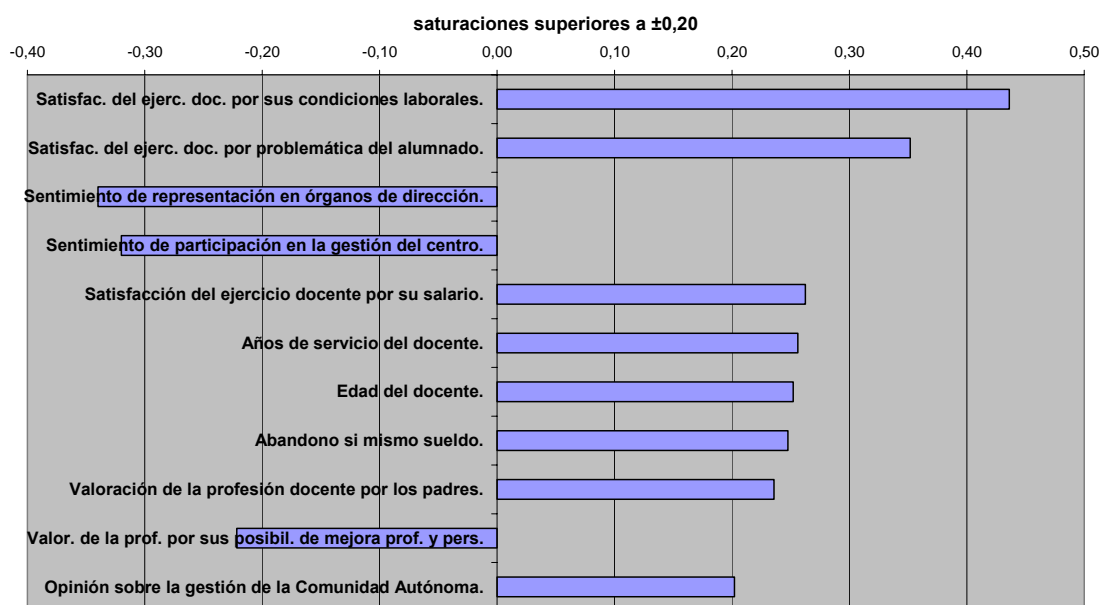 saturaciones superiores a ±0,20
-0,40 -0,30 -0,20 -0,10 0,00 0,10 0,20 0,30 0,40 0,50
Satisfac. del ejerc. doc. por sus condiciones laborales.
Satisfac. del ejerc. doc. por problemática del alumnado.
Sentimiento de representación en órganos de dirección.
Sentimiento de participación en la gestión del centro.
Satisfacción del ejercicio docente por su salario.
Años de servicio del docente.
Edad del docente.
Abandono si mismo sueldo.
Valoración de la profesión docente por los padres.
Valor. de la prof. por sus posibil. de mejora prof. y pers.
Opinión sobre la gestión de la Comunidad Autónoma.